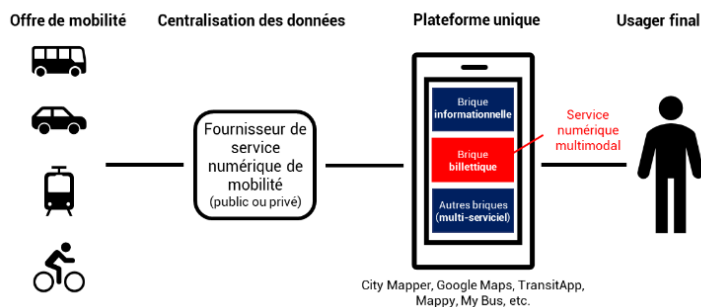 Offre de mobilité
Centralisation des données
Plateforme unique
Usager final
Fournisseur de
service
numérique de
mobilité
(public ou privé)
Brique
informationnelle
Brique
billettique
Autres briques
(multi-serviciel)
Service
numérique
multimodal
City Mapper, Google Maps, TransitApp,
Mappy, My Bus, etc.